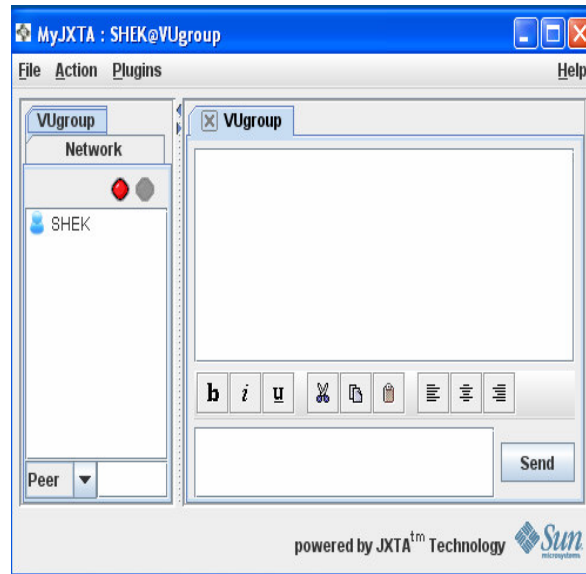 MyJXTA : SHEK@VUgroup
File Action Plugins Help
VUgroup
Network
SHEK
Peer
VUgroup
b i u
Send
powered by JXTA™ Technology
Sun
microsystems